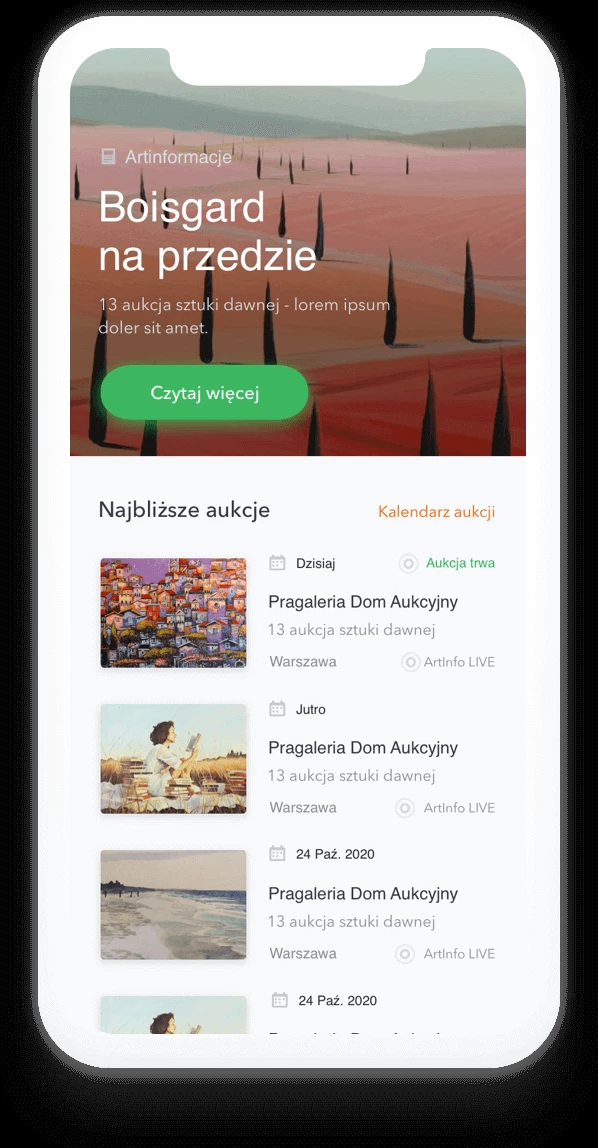 Artinformacje
Boisgard
na przedzie
13 aukcja sztuki dawnej - lorem ipsum
doler sit amet.
Czytaj więcej
Najbliższe aukcje
Kalendarz aukcji
Dzisiaj
Aukcja trwa
Pragaleria Dom Aukcyjny
13 aukcja sztuki dawnej
Warszawa
ArtInfo LIVE
Jutro
Pragaleria Dom Aukcyjny
13 aukcja sztuki dawnej
Warszawa
ArtInfo LIVE
24 Paź. 2020
Pragaleria Dom Aukcyjny
13 aukcja sztuki dawnej
Warszawa
ArtInfo LIVE
24 Paź. 2020